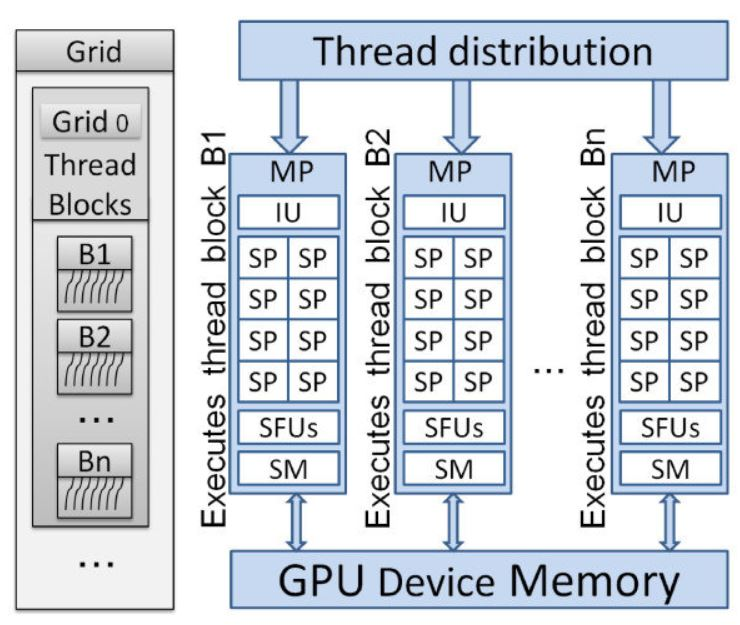 Grid
Grid 0
Thread
Blocks
B1
B2
...
Bn
...
Thread distribution
Executes thread block B1
MP
IU
SP SP
SP SP
SP SP
SP SP
SFUs
SM
Executes thread block B2
MP
IU
SP SP
SP SP
SP SP
SP SP
SFUs
SM
...
Executes thread block Bn
MP
IU
SP SP
SP SP
SP SP
SP SP
SFUs
SM
GPU Device Memory